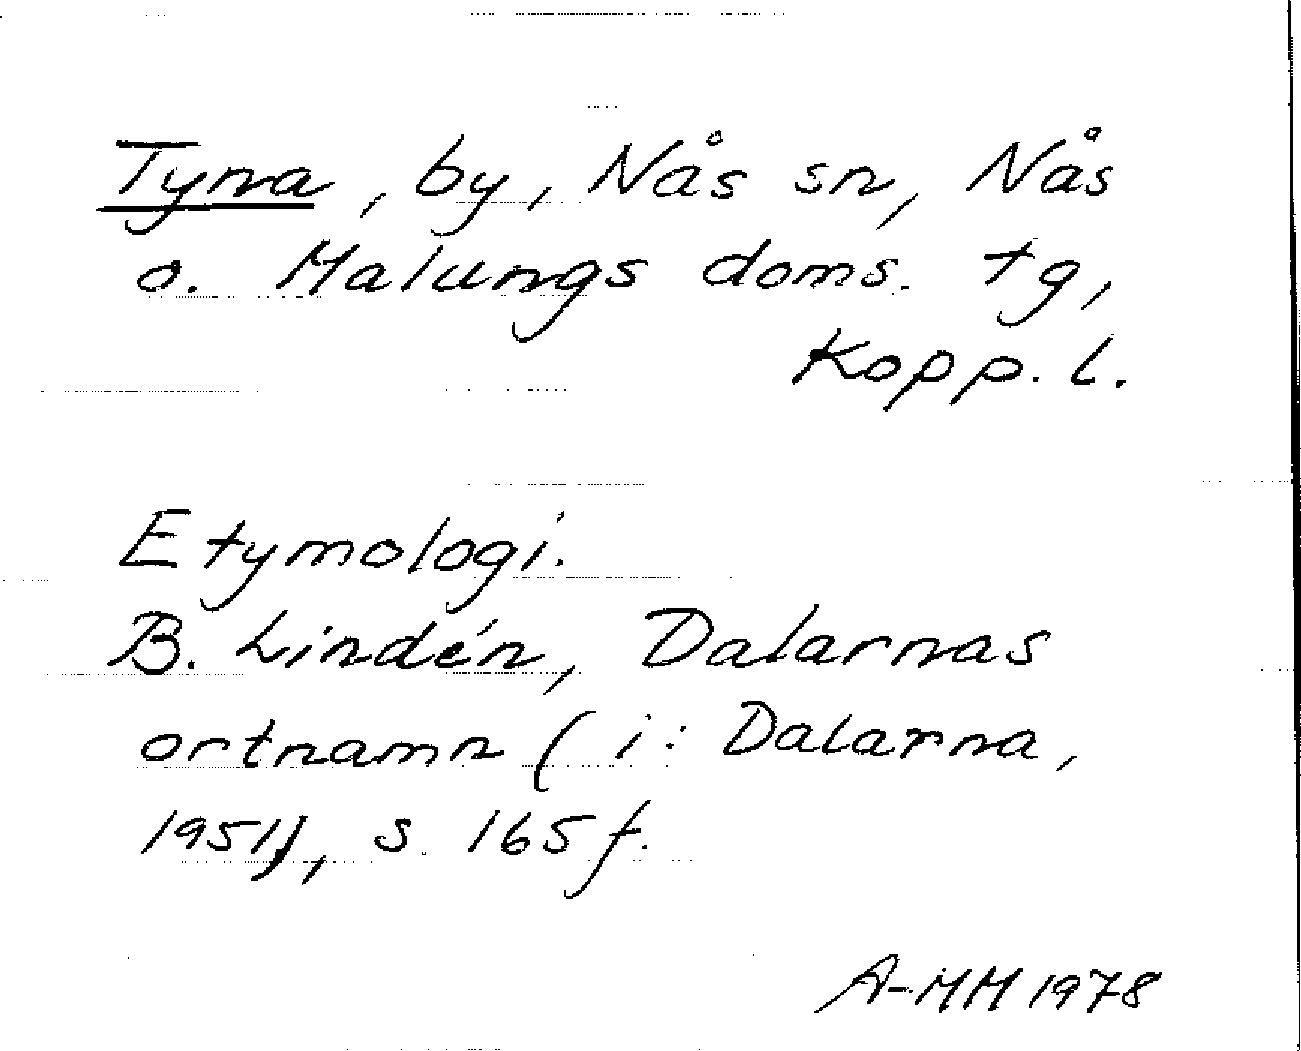 Tyna, by, Nås sn, Nås
o. Malungs doms. tg,
Kopp. l.
Etymologi.
B. Lindén, Dalarnas
ortnamn (i: Dalarna,
1951), s. 165 f.
A-MM 1978